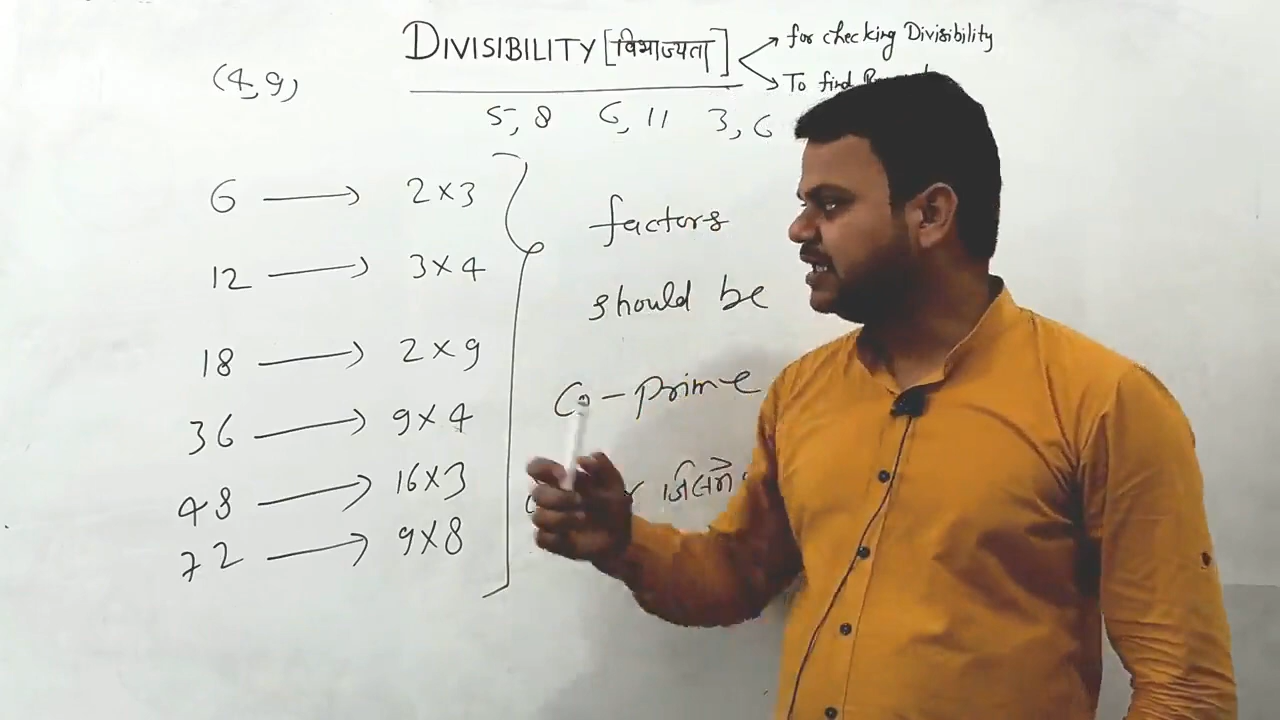 DIVISIBILITY [विभाज्यता]
for checking Divisibility
To find
(4, 9)
5, 8 6, 11 3, 6
6 → 2×3
12 → 3×4
18 → 2×9
36 → 9×4
48 → 16×3
72 → 9×8
factors
should be
Co-prime